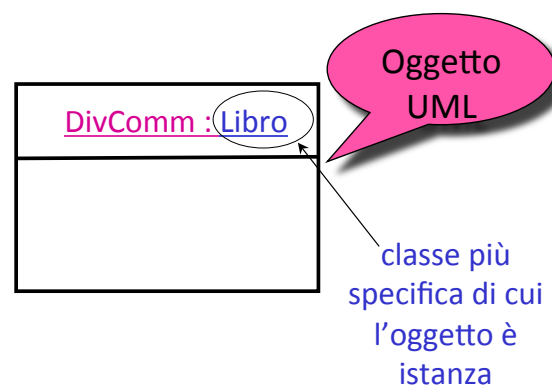 Oggetto
UML
DivComm : Libro
classe più
specifica di cui
l’oggetto è
istanza